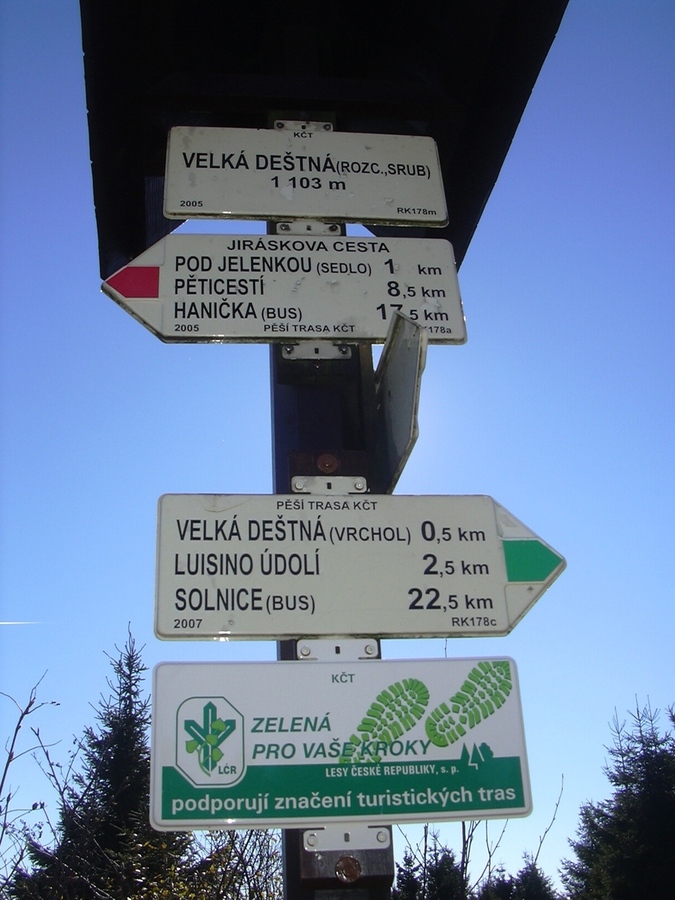 KČT
VELKÁ DEŠTNÁ (ROZC.,SRUB)
1 103 m
2005 RK178m
JIRÁSKOVA CESTA
POD JELENKOU (SEDLO) 1 km
PĚTICESTÍ 8,5 km
HANIČKA (BUS) 17,5 km
2005 PĚŠÍ TRASA KČT
PĚŠÍ TRASA KČT
VELKÁ DEŠTNÁ (VRCHOL) 0,5 km
LUISINO ÚDOLÍ 2,5 km
SOLNICE (BUS) 22,5 km
2007 RK178c
KČT
ZELENÁ
PRO VAŠE KROKY
LČR
LESY ČESKÉ REPUBLIKY, s. p.
podporují značení turistických tras